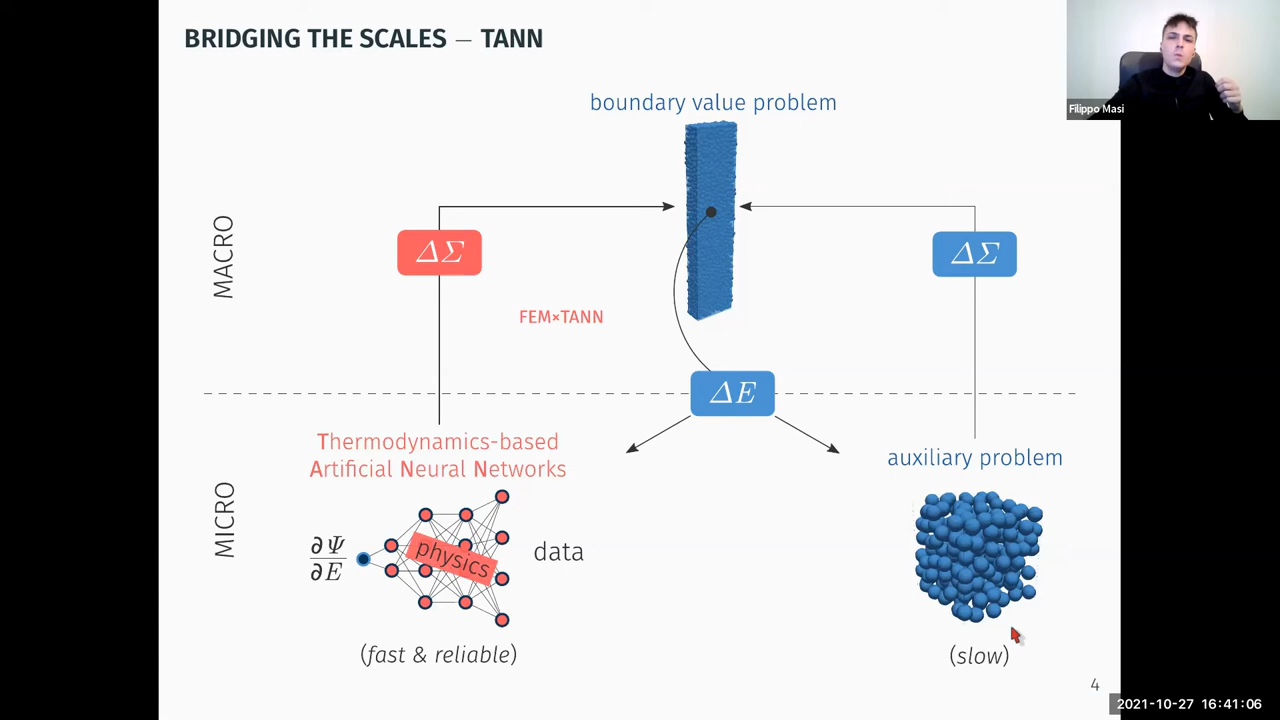 BRIDGING THE SCALES — TANN
Filippo Masi
boundary value problem
MACRO
ΔΣ
ΔΣ
FEM×TANN
ΔE
Thermodynamics-based
Artificial Neural Networks
auxiliary problem
MICRO
∂Ψ
∂E
physics
data
(fast & reliable)
(slow)
4
2021-10-27 16:41:06